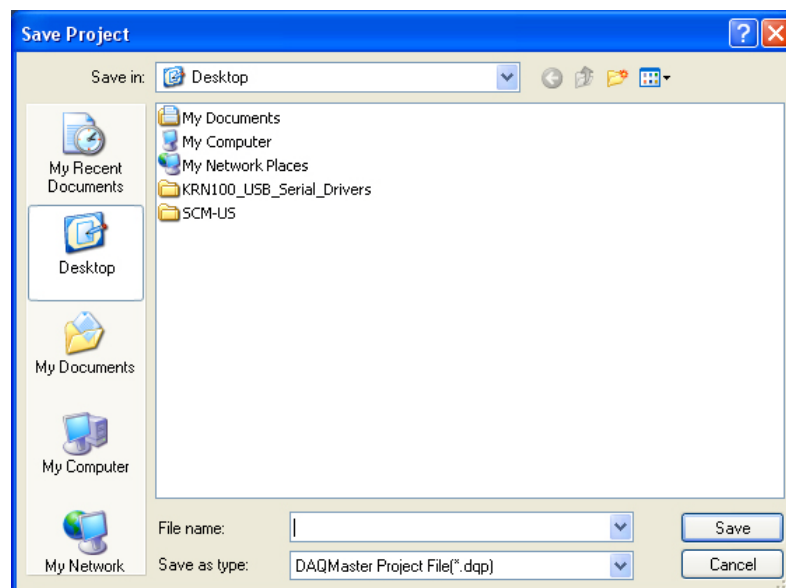 Save Project
Save in:
Desktop
My Recent
Documents
Desktop
My Documents
My Computer
My Network
My Documents
My Computer
My Network Places
KRN100_USB_Serial_Drivers
SCM-US
File name:
Save
Save as type:
DAQMaster Project File(*.dqp)
Cancel